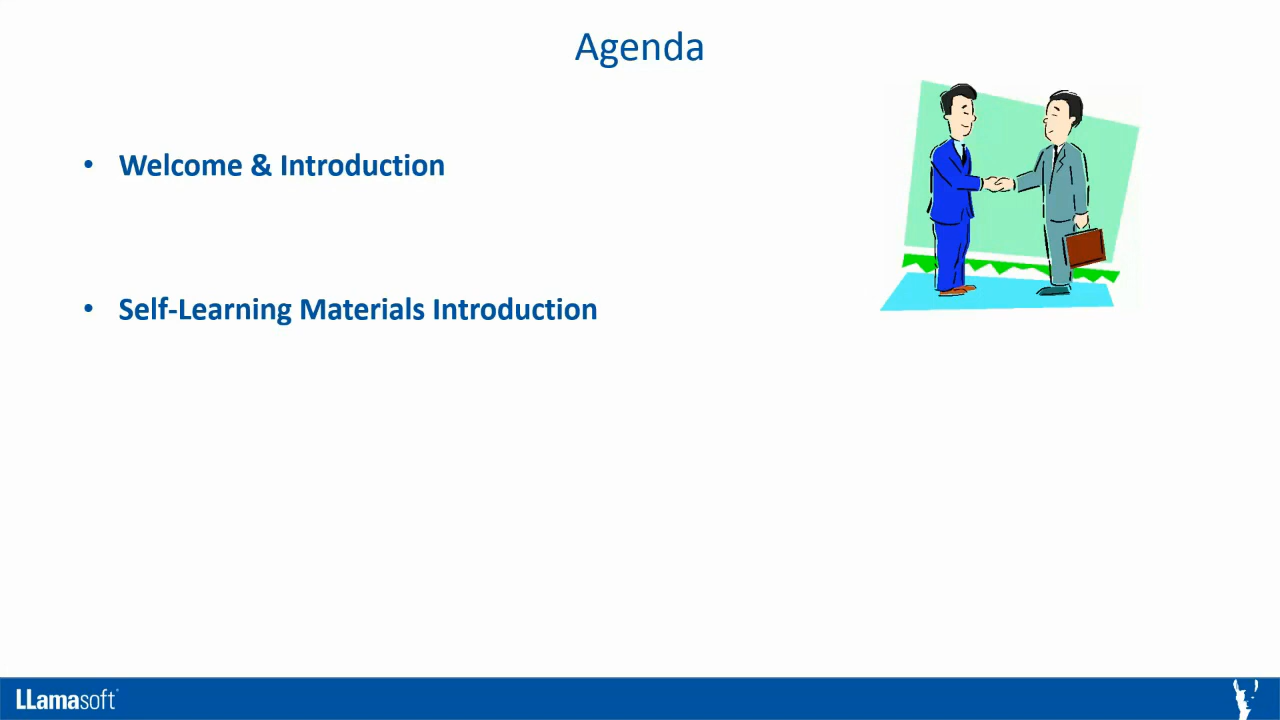 Agenda
• Welcome & Introduction
• Self-Learning Materials Introduction
LLamasoft